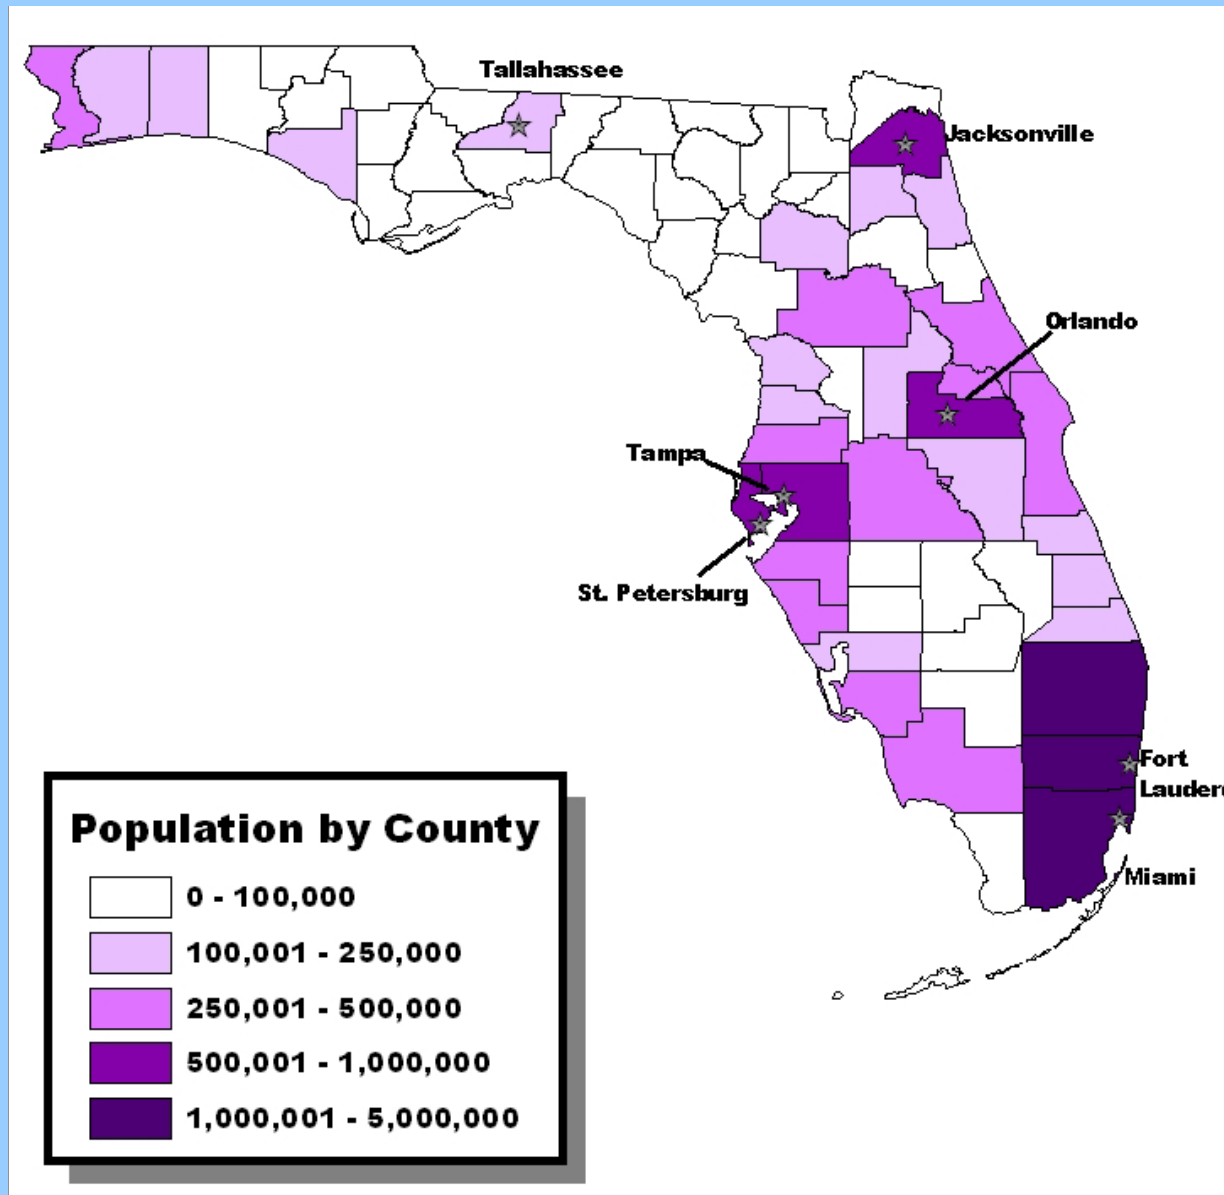 Tallahassee
Jacksonville
Orlando
Tampa
St. Petersburg
Fort
Lauder
Miami
Population by County
0 - 100,000
100,001 - 250,000
250,001 - 500,000
500,001 - 1,000,000
1,000,001 - 5,000,000